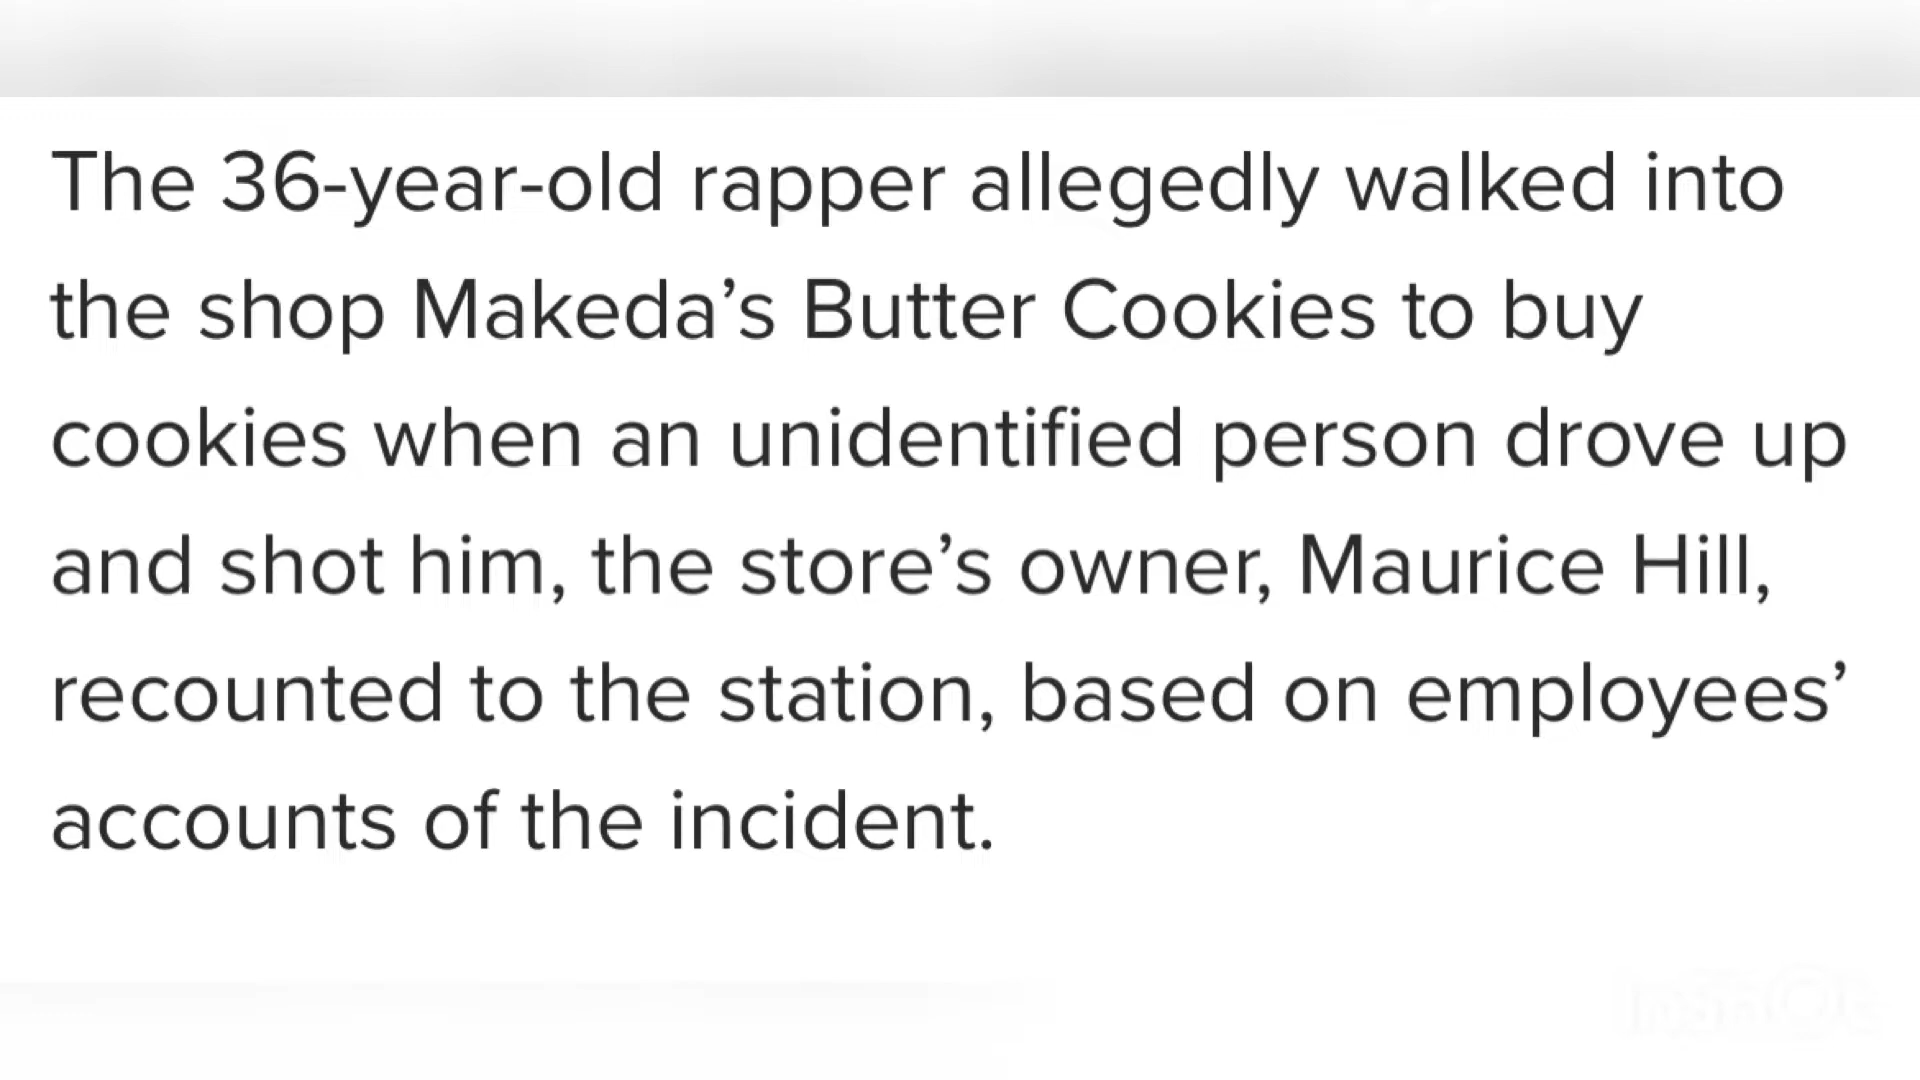 The 36-year-old rapper allegedly walked into
the shop Makeda’s Butter Cookies to buy
cookies when an unidentified person drove up
and shot him, the store’s owner, Maurice Hill,
recounted to the station, based on employees’
accounts of the incident.